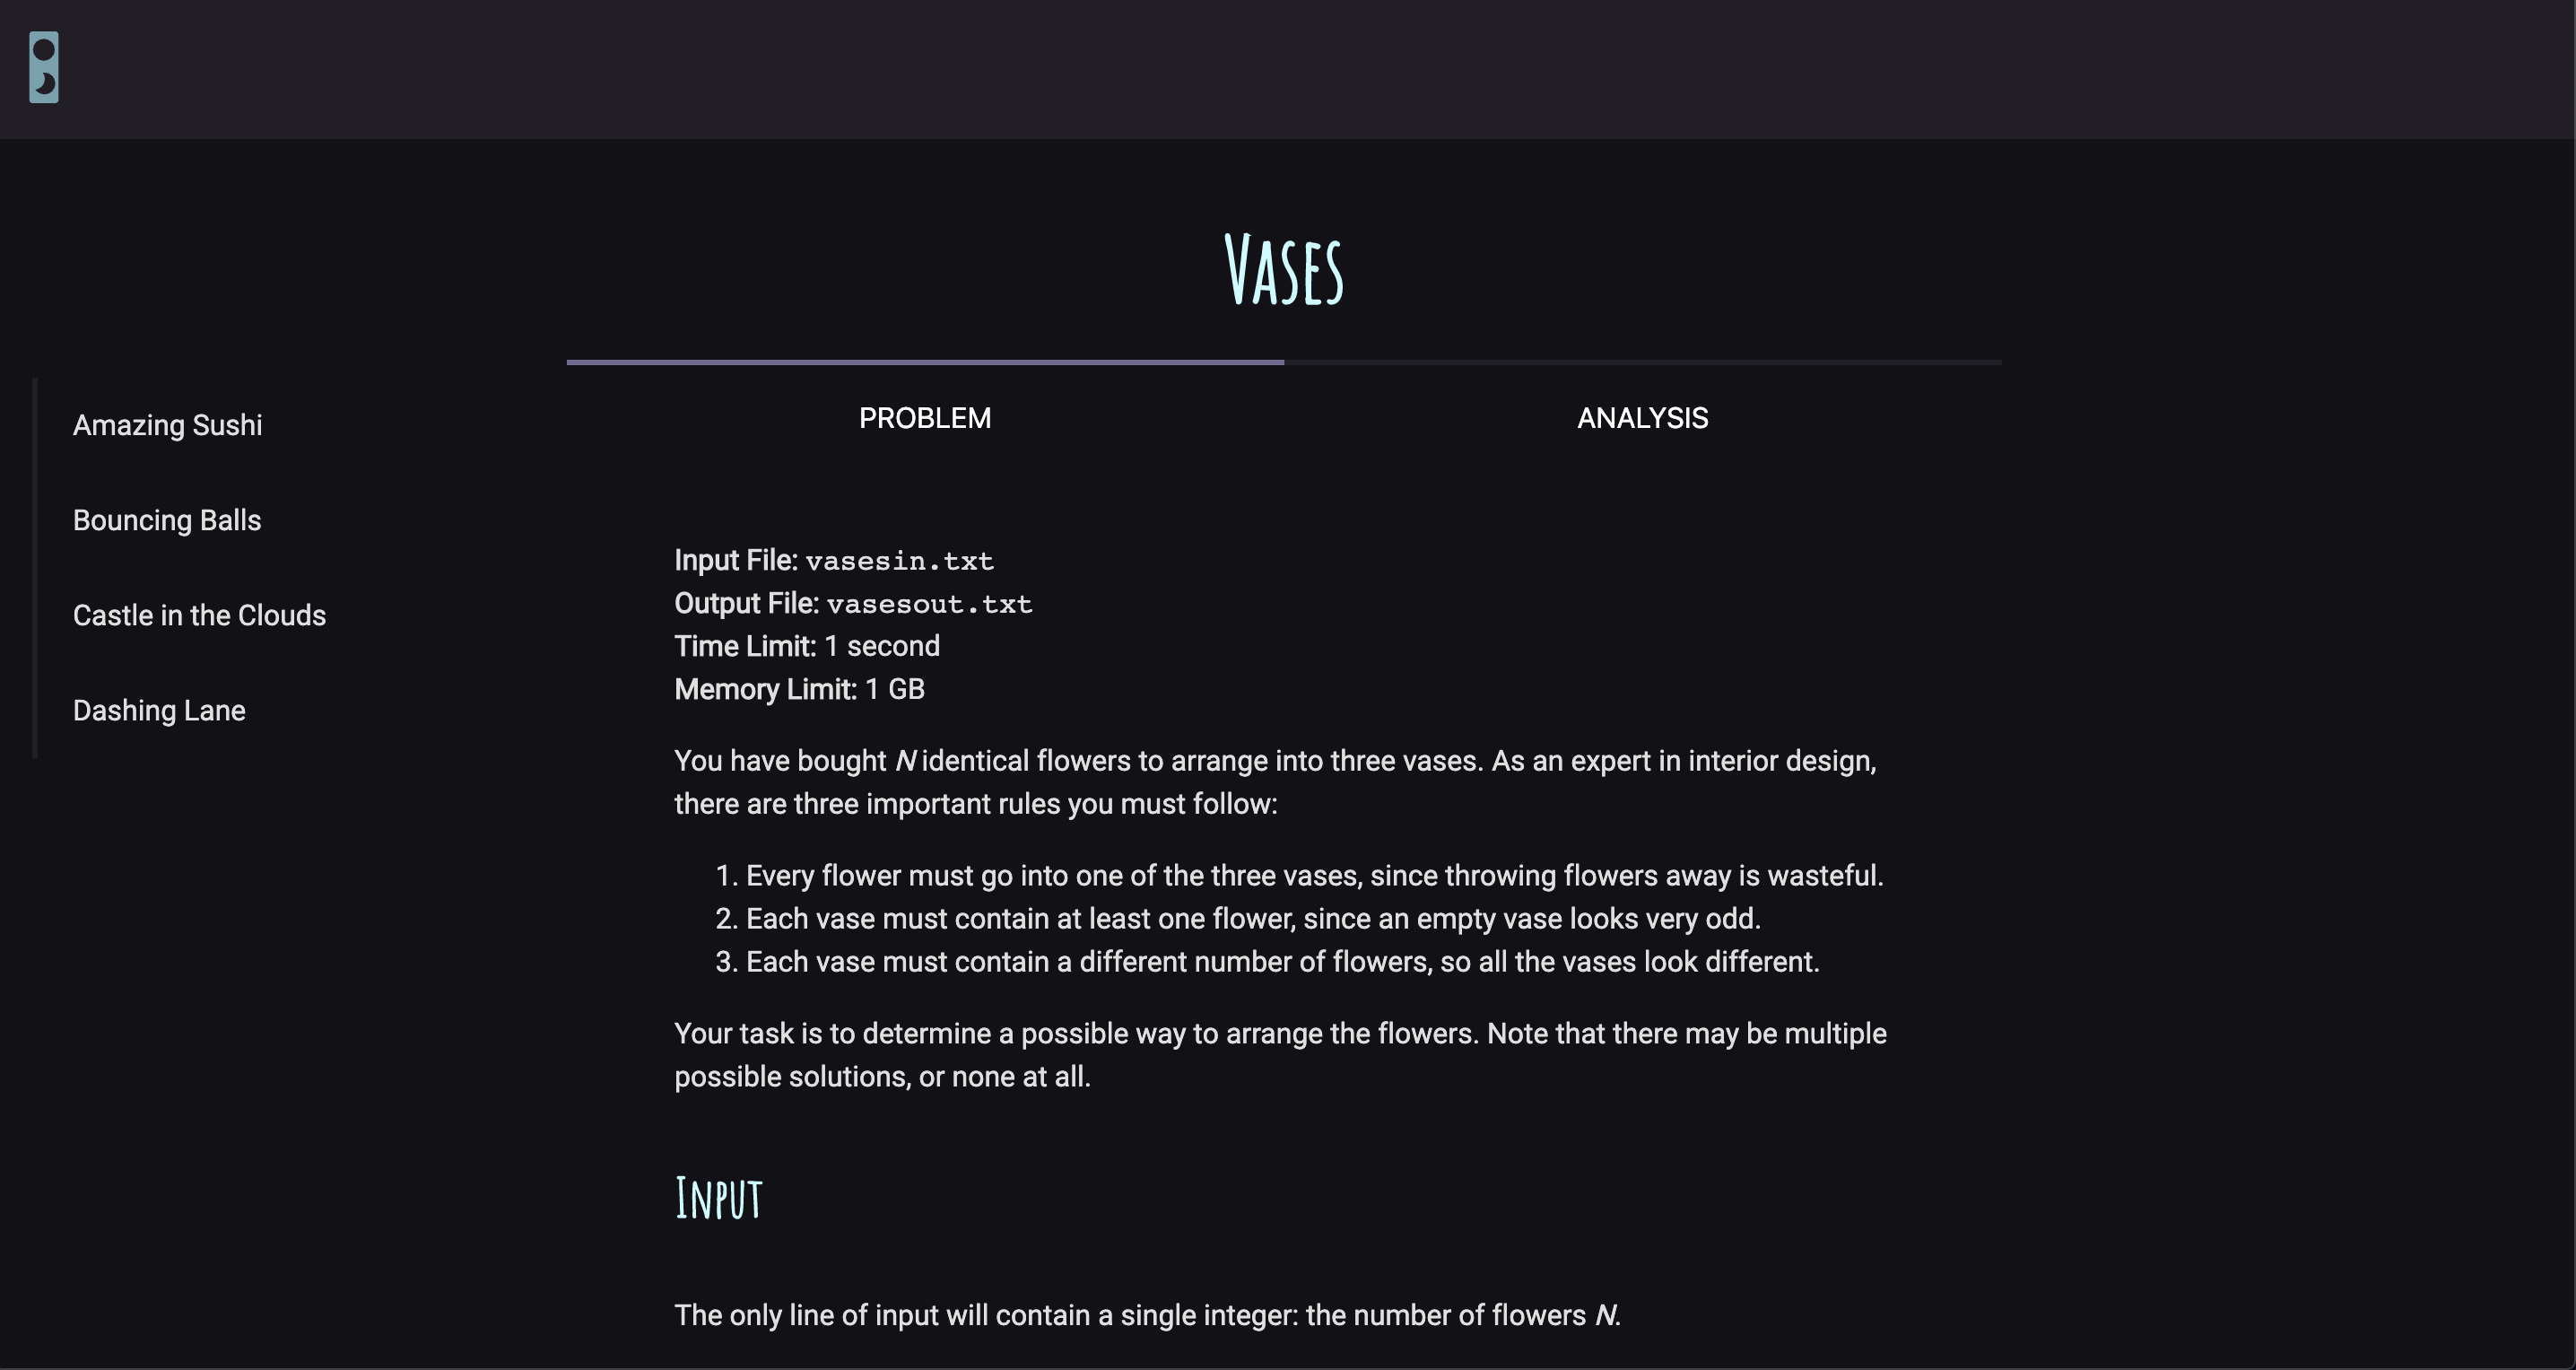 Vases
PROBLEM
ANALYSIS
Amazing Sushi
Bouncing Balls
Castle in the Clouds
Dashing Lane
Input File: vasesin.txt
Output File: vasesout.txt
Time Limit: 1 second
Memory Limit: 1 GB
You have bought N identical flowers to arrange into three vases. As an expert in interior design,
there are three important rules you must follow:
1. Every flower must go into one of the three vases, since throwing flowers away is wasteful.
2. Each vase must contain at least one flower, since an empty vase looks very odd.
3. Each vase must contain a different number of flowers, so all the vases look different.
Your task is to determine a possible way to arrange the flowers. Note that there may be multiple
possible solutions, or none at all.
Input
The only line of input will contain a single integer: the number of flowers N.